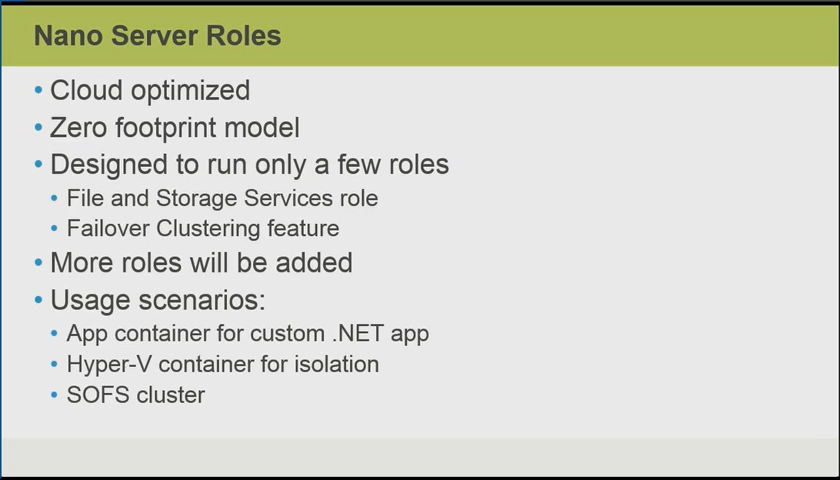 Nano Server Roles
• Cloud optimized
• Zero footprint model
• Designed to run only a few roles
• File and Storage Services role
• Failover Clustering feature
• More roles will be added
• Usage scenarios:
• App container for custom .NET app
• Hyper-V container for isolation
• SOFS cluster